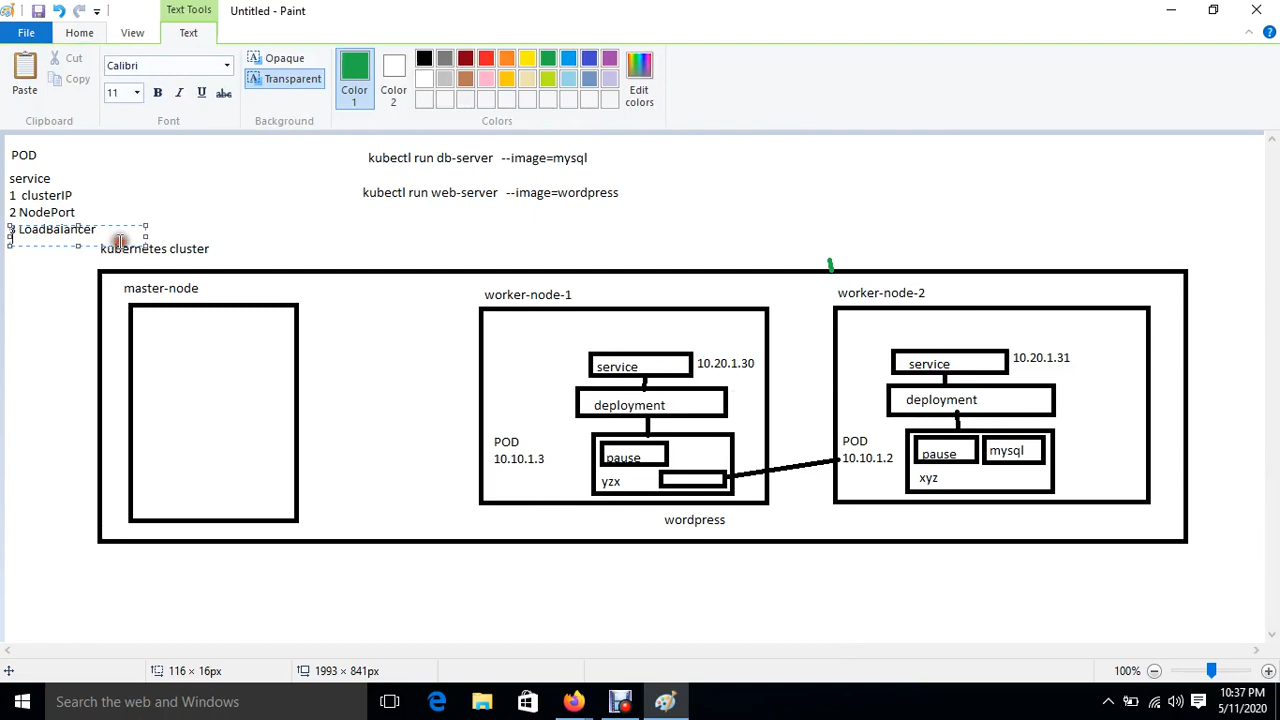 Text Tools
Untitled - Paint
File
Home
View
Text
Paste
Cut
Copy
Clipboard
Calibri
11
B I U abc
Font
Opaque
Transparent
Background
Color 1
Color 2
Edit colors
Colors
POD
service
1 clusterIP
2 NodePort
3 LoadBalancer
kubectl run db-server --image=mysql
kubectl run web-server --image=wordpress
kubernetes cluster
master-node
worker-node-1
service
10.20.1.30
deployment
POD
10.10.1.3
pause
yzx
wordpress
worker-node-2
service
10.20.1.31
deployment
POD
10.10.1.2
pause
mysql
xyz
116 × 16px
1993 × 841px
100%
Search the web and Windows
10:37 PM
5/11/2020